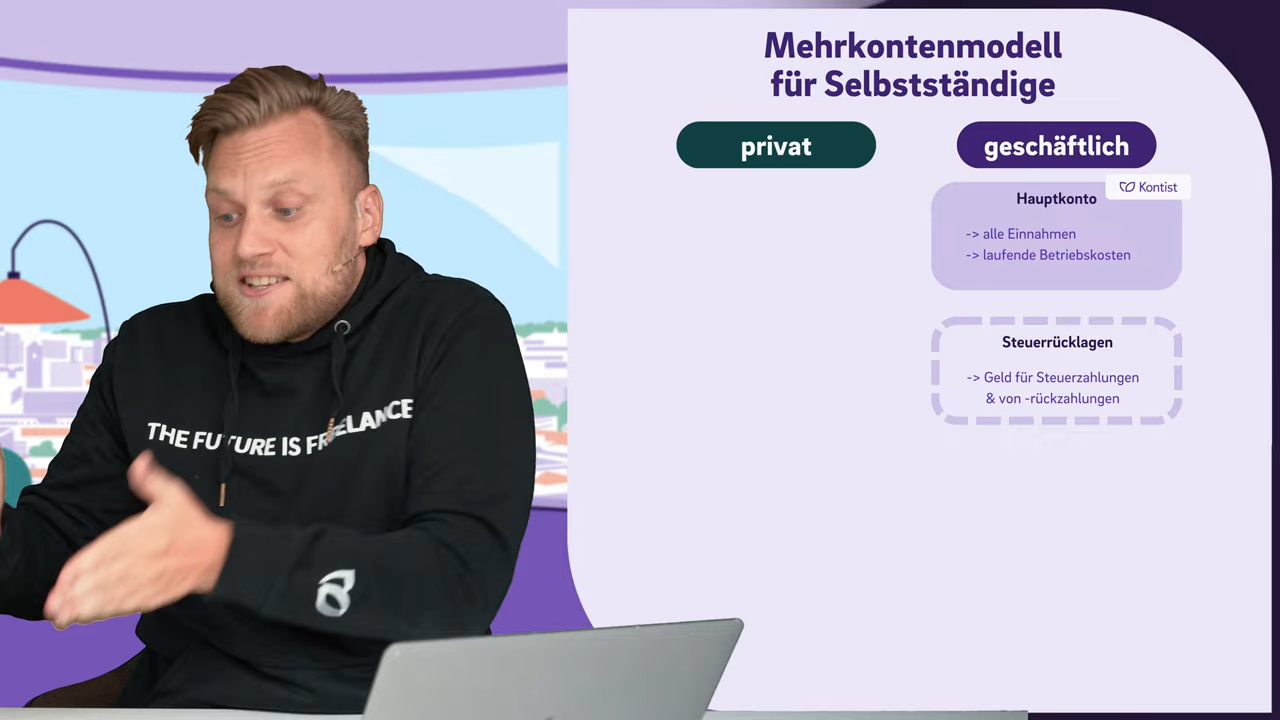 Mehrkontenmodell
für Selbstständige
privat
geschäftlich
Kontist
Hauptkonto
-> alle Einnahmen
-> laufende Betriebskosten
Steuerrücklagen
-> Geld für Steuerzahlungen
& von -rückzahlungen
THE FUTURE IS FREELANCE